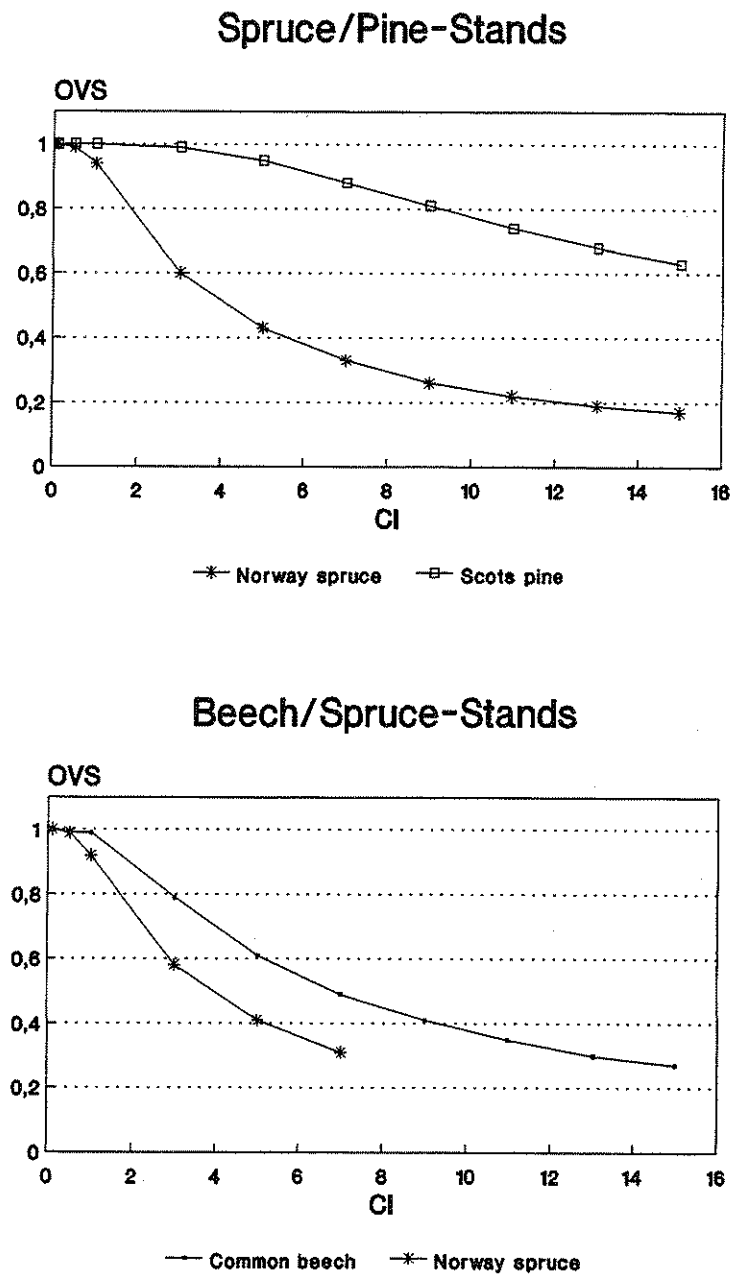 Spruce/Pine-Stands
OVS
1
0,8
0,6
0,4
0,2
0
0 2 4 6 8 10 12 14 16
CI
Norway spruce Scots pine
Beech/Spruce-Stands
OVS
1
0,8
0,6
0,4
0,2
0
0 2 4 6 8 10 12 14 16
CI
Common beech Norway spruce